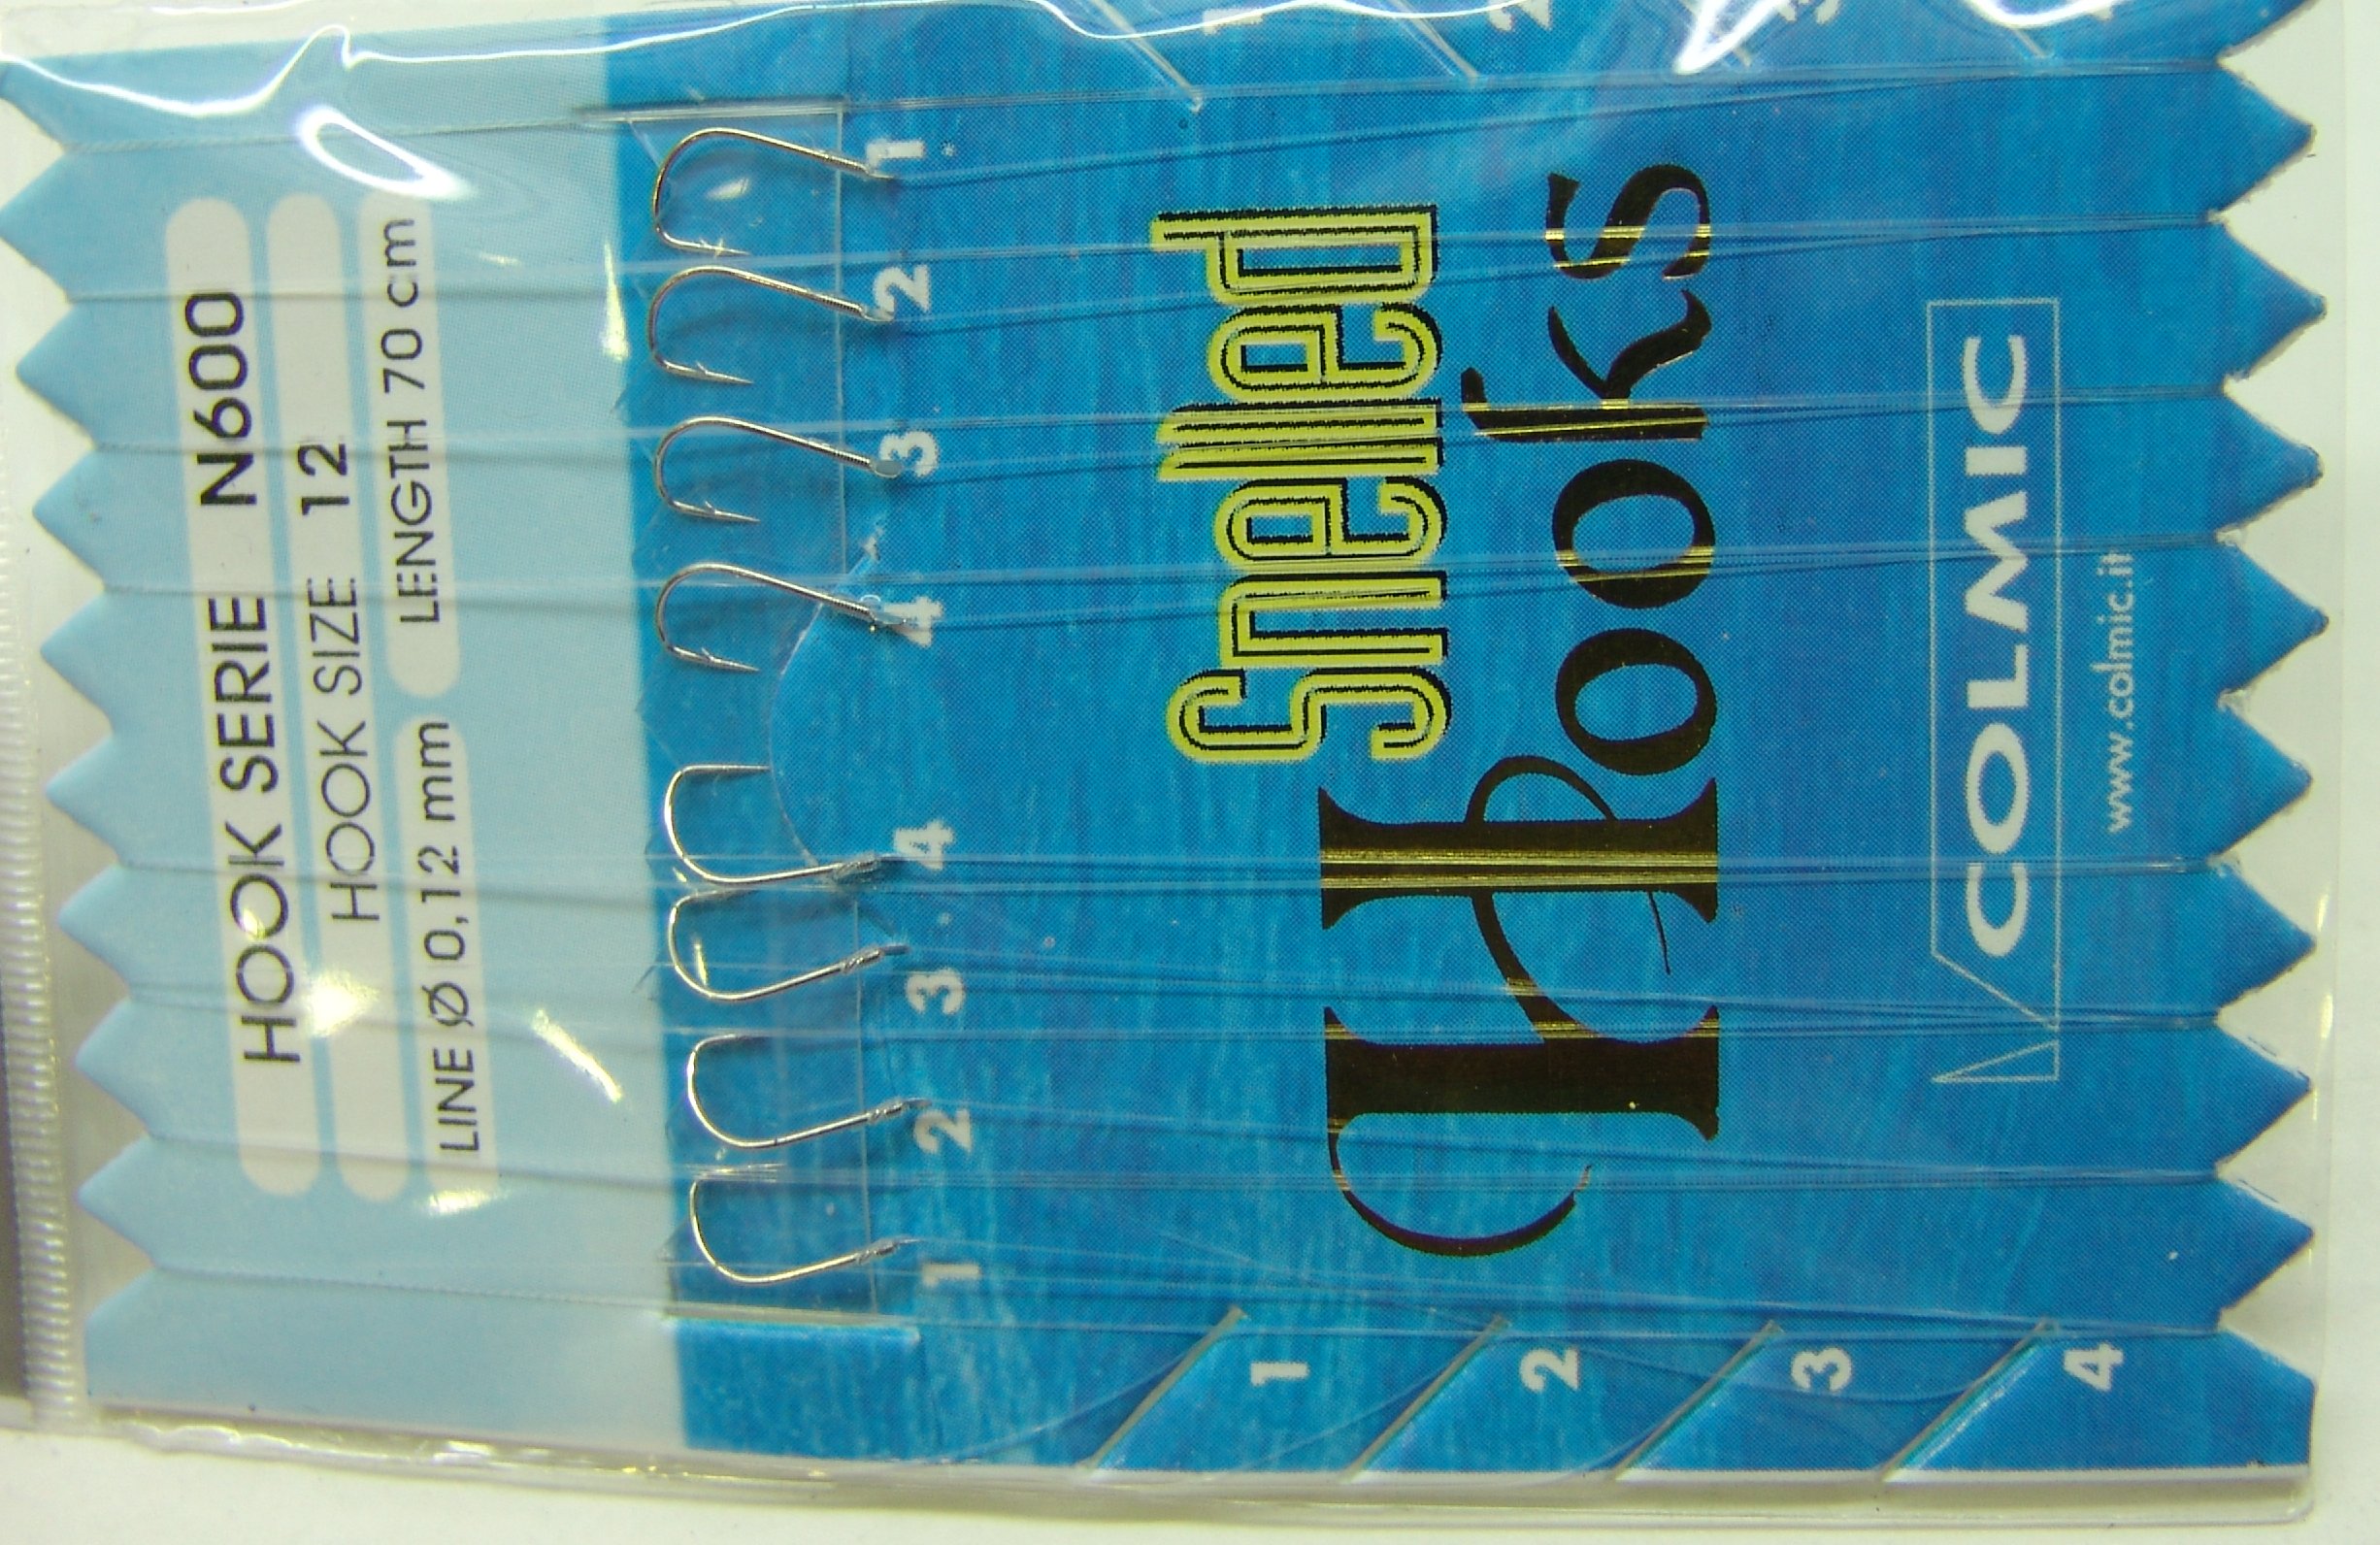 HOOK SERIE N600
HOOK SIZE 12
LINE Ø 0,12 mm LENGTH 70 cm
1 2 3 4 4 3 2 1
Snelled
Hooks
COLMIC
www.colmic.it
1
2
3
4